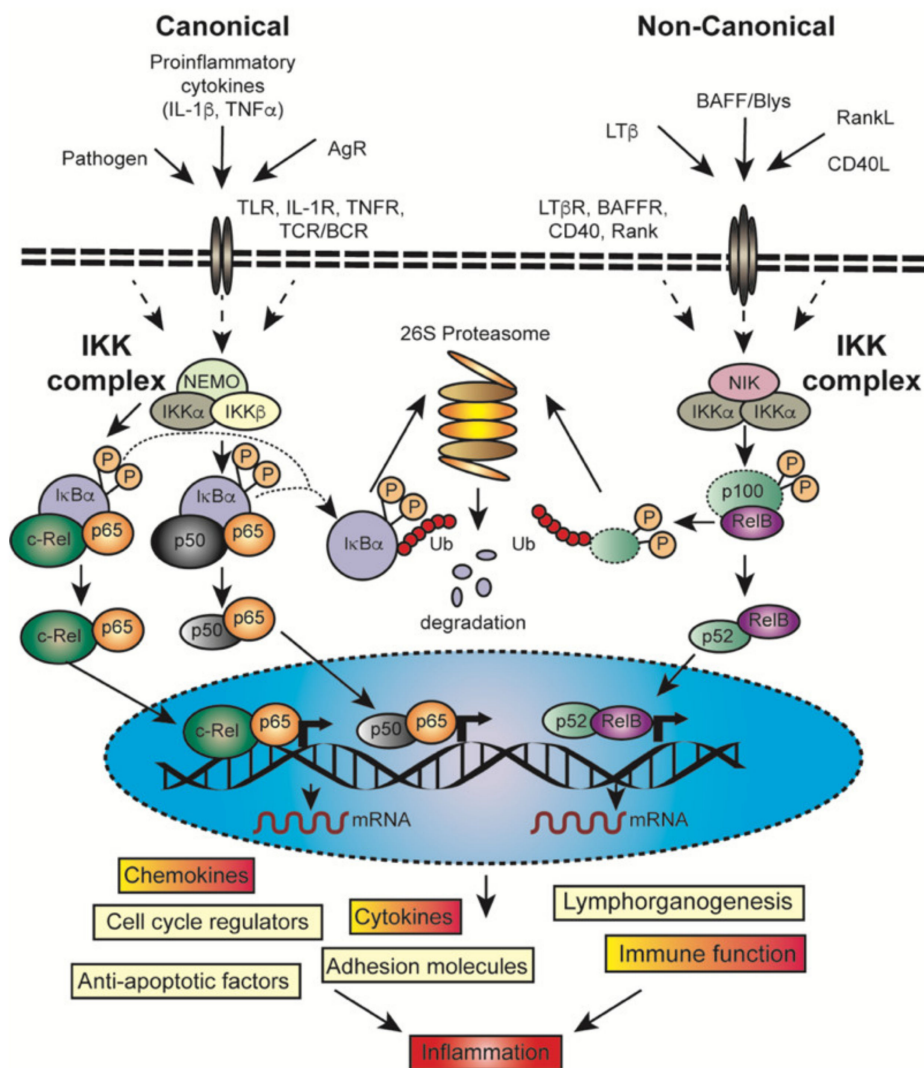 Canonical
Non-Canonical
Proinflammatory
cytokines
(IL-1β, TNFα)
Pathogen
AgR
BAFF/Blys
LTβ
RankL
CD40L
TLR, IL-1R, TNFR,
TCR/BCR
LTβR, BAFFR,
CD40, Rank
IKK
complex
NEMO
IKKα
IKKβ
26S Proteasome
IKK
complex
NIK
IKKα
IKKα
P
P
IκBα
c-Rel
p65
P
P
IκBα
p50
p65
P
P
IκBα
Ub
Ub
P
P
P
P
p100
RelB
degradation
c-Rel
p65
p50
p65
p52
RelB
c-Rel
p65
p50
p65
p52
RelB
mRNA
mRNA
Chemokines
Cell cycle regulators
Cytokines
Lymphorganogenesis
Anti-apoptotic factors
Adhesion molecules
Immune function
Inflammation